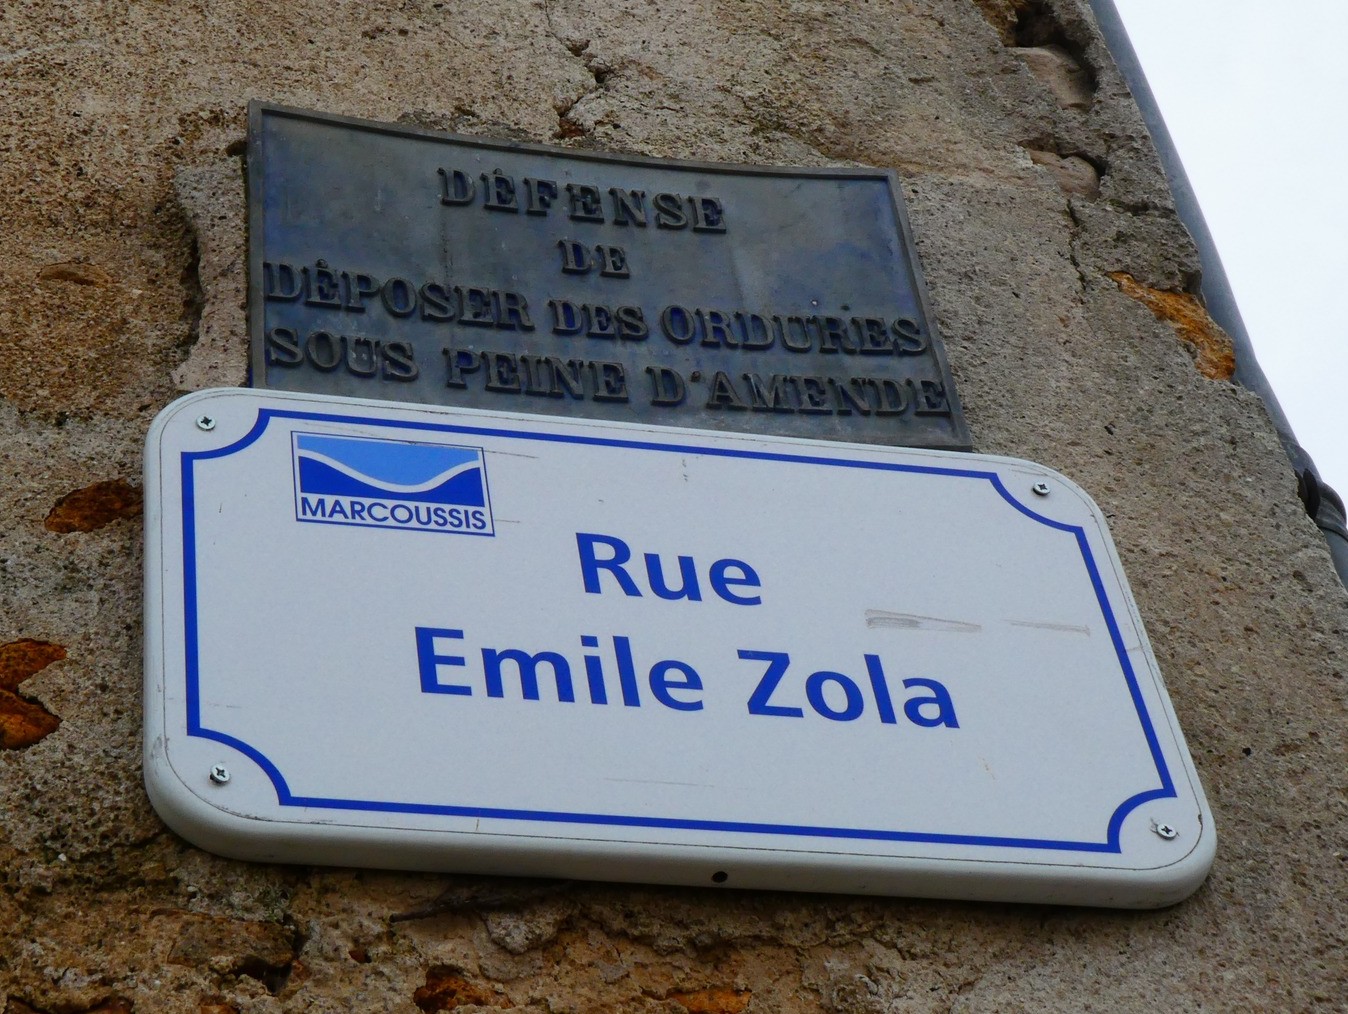 DÉFENSE
DE
DÉPOSER DES ORDURES
SOUS PEINE D'AMENDE
MARCOUSSIS
Rue
Emile Zola